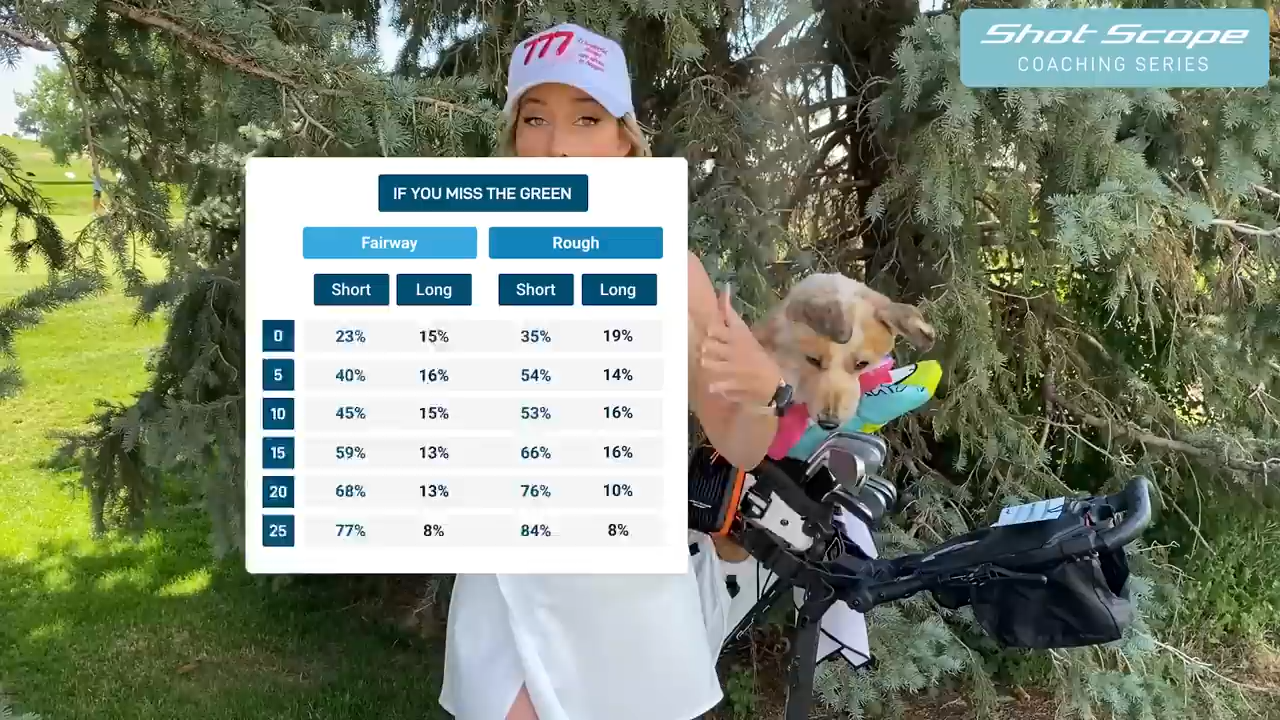 Shot Scope
COACHING SERIES
777
IF YOU MISS THE GREEN
Fairway Rough
Short Long Short Long
0 23% 15% 35% 19%
5 40% 16% 54% 14%
10 45% 15% 53% 16%
15 59% 13% 66% 16%
20 68% 13% 76% 10%
25 77% 8% 84% 8%